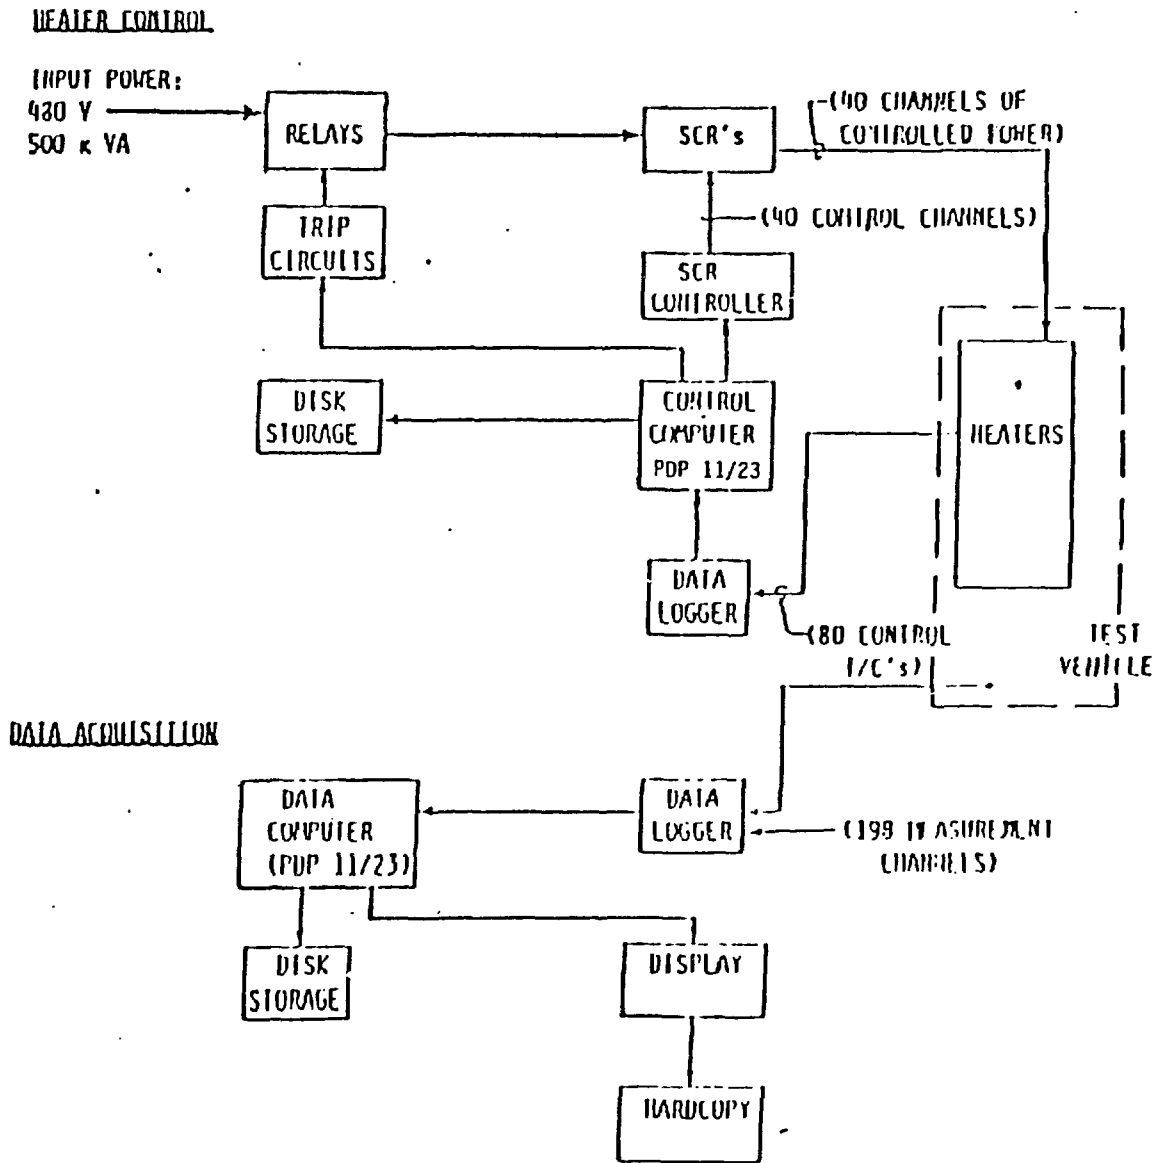 HEATER CONTROL
INPUT POWER:
480 V
500 K VA
RELAYS
SCR's
(40 CHANNELS OF
CONTROLLED POWER)
TRIP
CIRCUITS
(40 CONTROL CHANNELS)
SCR
CONTROLLER
DISK
STORAGE
CONTROL
COMPUTER
PDP 11/23
HEATERS
DATA
LOGGER
(80 CONTROL
T/C's)
TEST
VEHICLE
DATA ACQUISITION
DATA
COMPUTER
(PDP 11/23)
DATA
LOGGER
(198 MEASUREMENT
CHANNELS)
DISK
STORAGE
DISPLAY
HARDCOPY